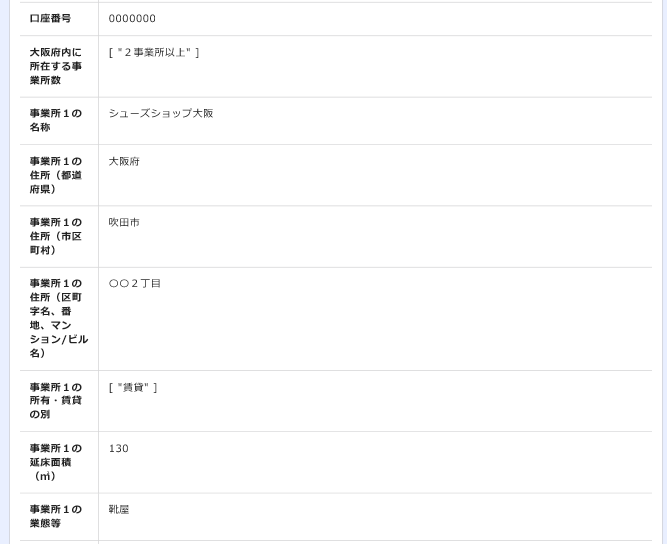 口座番号
0000000
大阪府内に
所在する事
業所数
[ "２事業所以上" ]
事業所１の
名称
シューズショップ大阪
事業所１の
住所（都道
府県）
大阪府
事業所１の
住所（市区
町村）
吹田市
事業所１の
住所（区町
字名、番
地、マン
ション/ビル
名）
〇〇２丁目
事業所１の
所有・賃貸
の別
[ "賃貸" ]
事業所１の
延床面積
（㎡）
130
事業所１の
業態等
靴屋